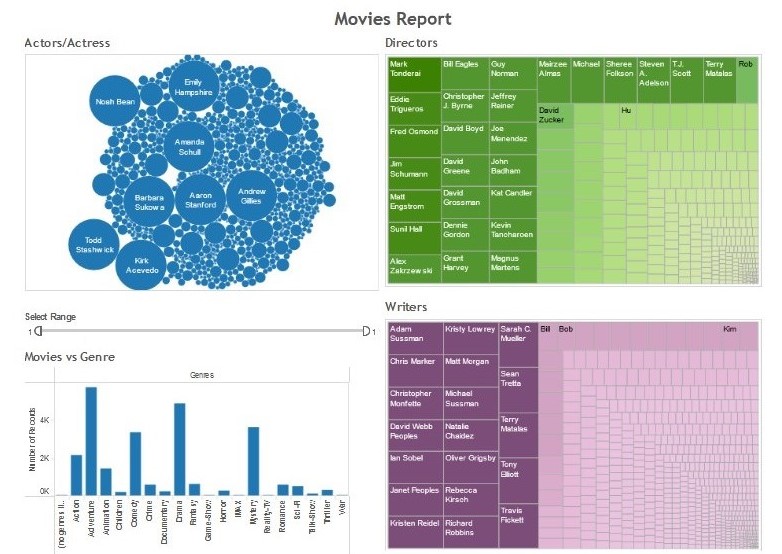 Movies Report
Actors/Actress
Directors
Emily
Hampshire
Noah Bean
Amanda
Schull
Barbara
Sukowa
Aaron
Stanford
Andrew
Gillies
Todd
Stashwick
Kirk
Acevedo
Mark
Tonderai
Eddie
Trigueros
Fred Osmond
Jim
Schumann
Matt
Engstrom
Sunil Hall
Alex
Zakrzewski
Bill Eagles
Christopher
J. Byrne
David Boyd
David
Greene
David
Grossman
Dennie
Gordon
Grant
Harvey
Guy
Norman
Jeffrey
Reiner
Joe
Menendez
John
Badham
Kat Candler
Kevin
Tancharoen
Magnus
Martens
Mairzee
Almas
Michael
Sheree
Folkson
Steven
A.
Adelson
T.J.
Scott
Terry
Matalas
Rob
David
Zucker
Hu
Select Range
1
1
Movies vs Genre
Genres
Number of Records
4K
2K
0K
(no genres li..
Action
Adventure
Animation
Children
Comedy
Crime
Documentary
Drama
Fantasy
Game-Show
Horror
IMAX
Mystery
Reality-TV
Romance
Sci-Fi
Talk-Show
Thriller
War
Writers
Adam
Sussman
Chris Marker
Christopher
Monfette
David Webb
Peoples
Ian Sobel
Janet Peoples
Kristen Reidel
Kristy Lowrey
Matt Morgan
Michael
Sussman
Natalie
Chaidez
Oliver Grigsby
Rebecca
Kirsch
Richard
Robbins
Sarah C.
Mueller
Sean
Tretta
Terry
Matalas
Tony
Elliott
Travis
Fickett
Bill
Bob
Kim